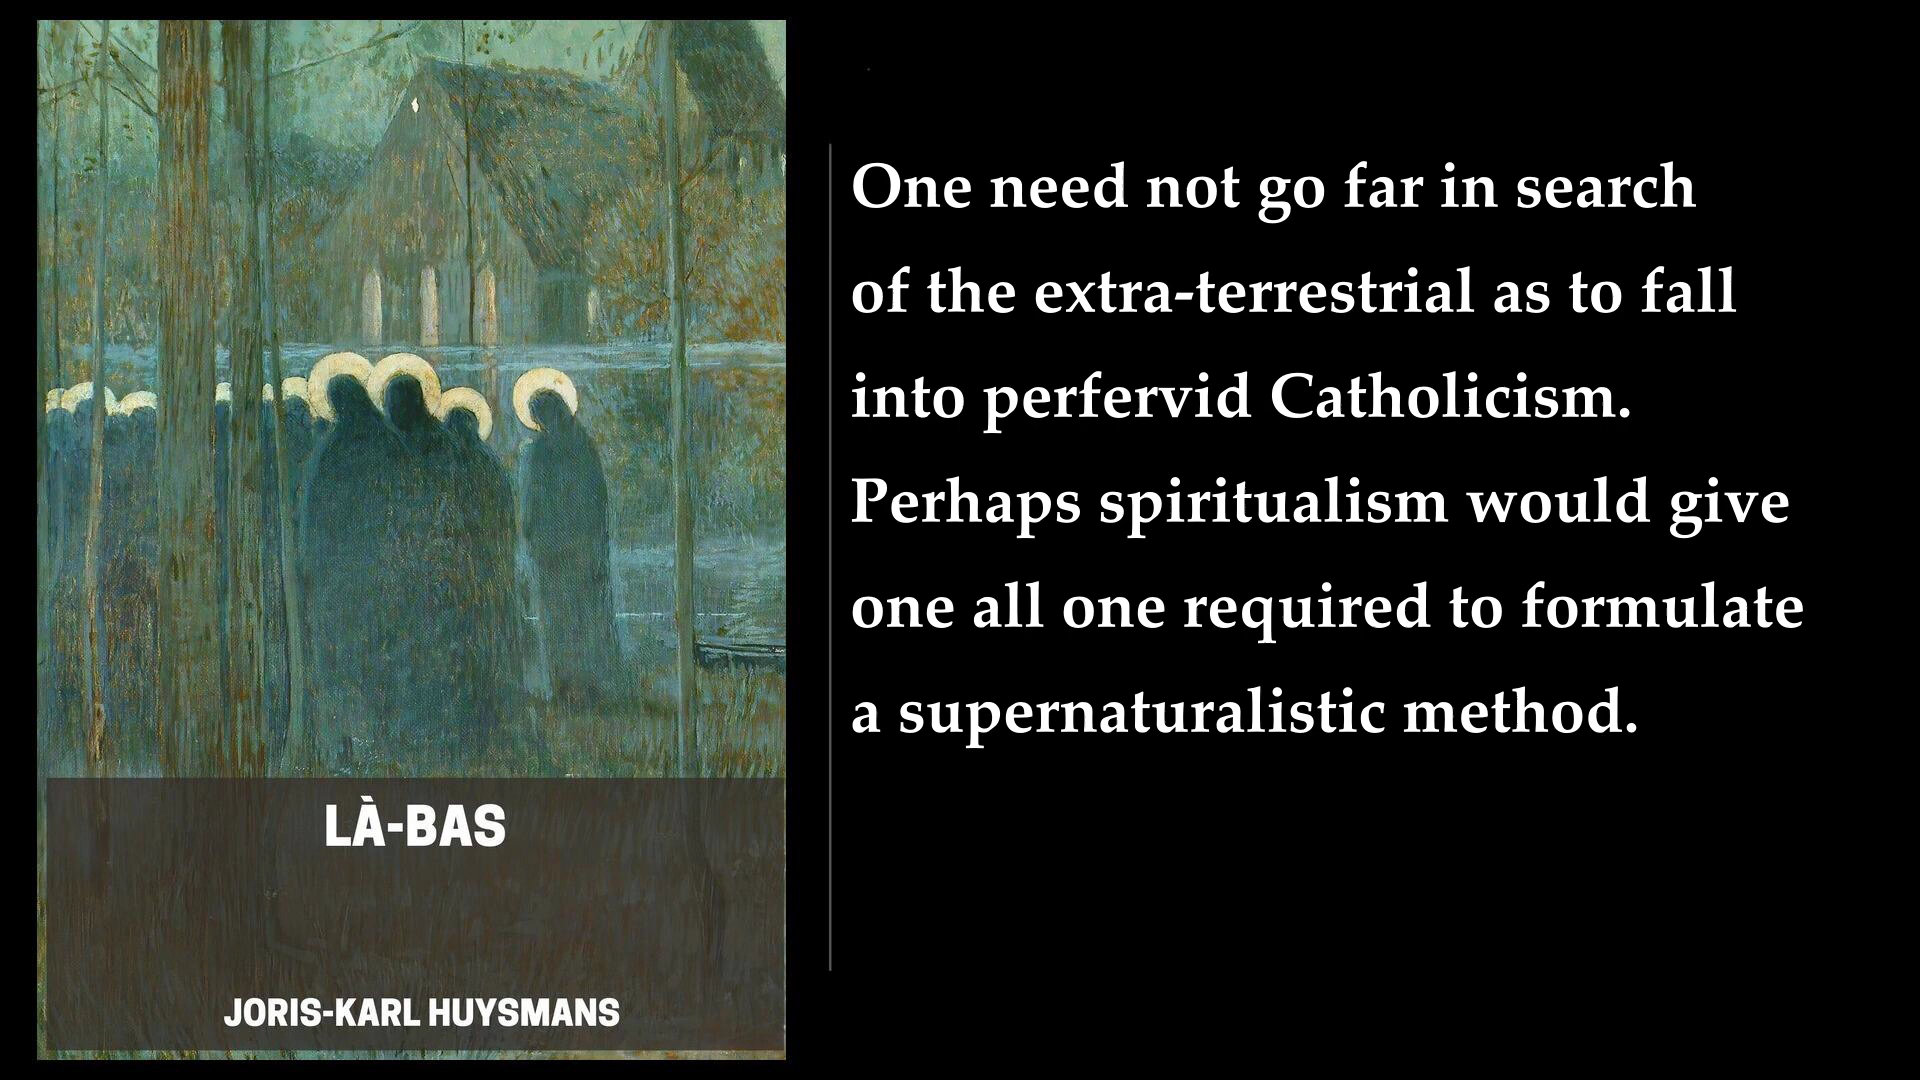 LÀ-BAS
JORIS-KARL HUYSMANS
One need not go far in search
of the extra-terrestrial as to fall
into perfervid Catholicism.
Perhaps spiritualism would give
one all one required to formulate
a supernaturalistic method.